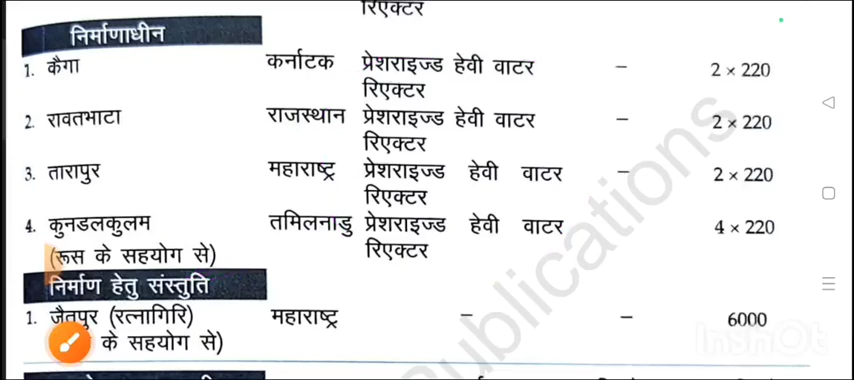 रिएक्टर
निर्माणाधीन
1. कैगा कर्नाटक प्रेशराइज्ड हेवी वाटर – 2 × 220
रिएक्टर
2. रावतभाटा राजस्थान प्रेशराइज्ड हेवी वाटर – 2 × 220
रिएक्टर
3. तारापुर महाराष्ट्र प्रेशराइज्ड हेवी वाटर – 2 × 220
रिएक्टर
4. कुनडलकुलम तमिलनाडु प्रेशराइज्ड हेवी वाटर – 4 × 220
(रूस के सहयोग से) रिएक्टर
निर्माण हेतु संस्तुति
1. जैतपुर (रत्नागिरि) महाराष्ट्र – – 6000
के सहयोग से)
Publications
InShOt